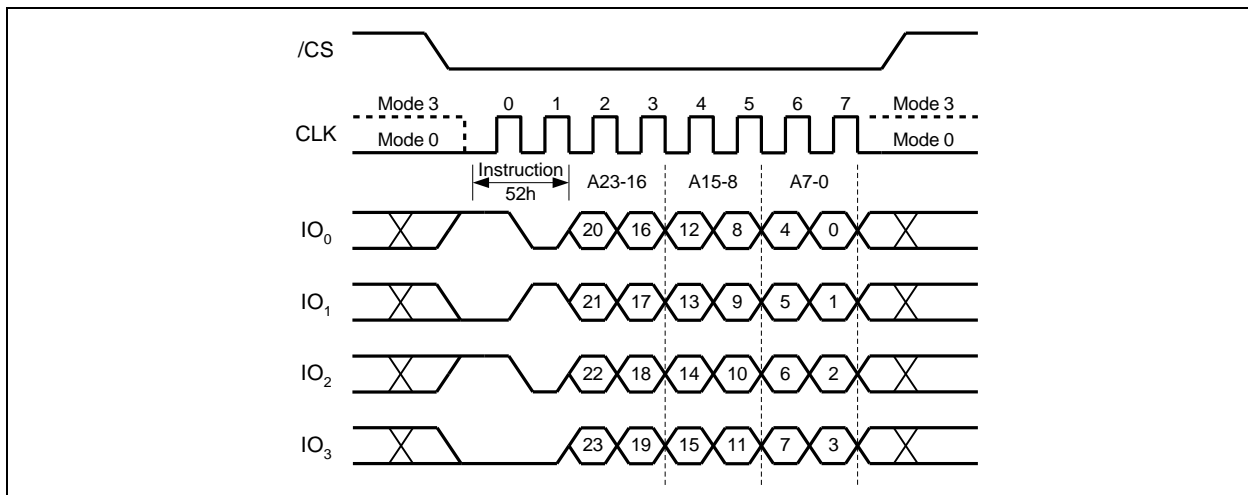 /CS
Mode 3 0 1 2 3 4 5 6 7 Mode 3
CLK Mode 0 Mode 0
Instruction
52h
A23-16 A15-8 A7-0
IO0 20 16 12 8 4 0
IO1 21 17 13 9 5 1
IO2 22 18 14 10 6 2
IO3 23 19 15 11 7 3